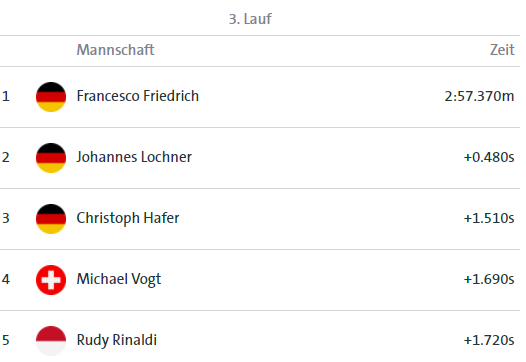 3. Lauf
Mannschaft Zeit
1 Francesco Friedrich 2:57.370m
2 Johannes Lochner +0.480s
3 Christoph Hafer +1.510s
4 Michael Vogt +1.690s
5 Rudy Rinaldi +1.720s